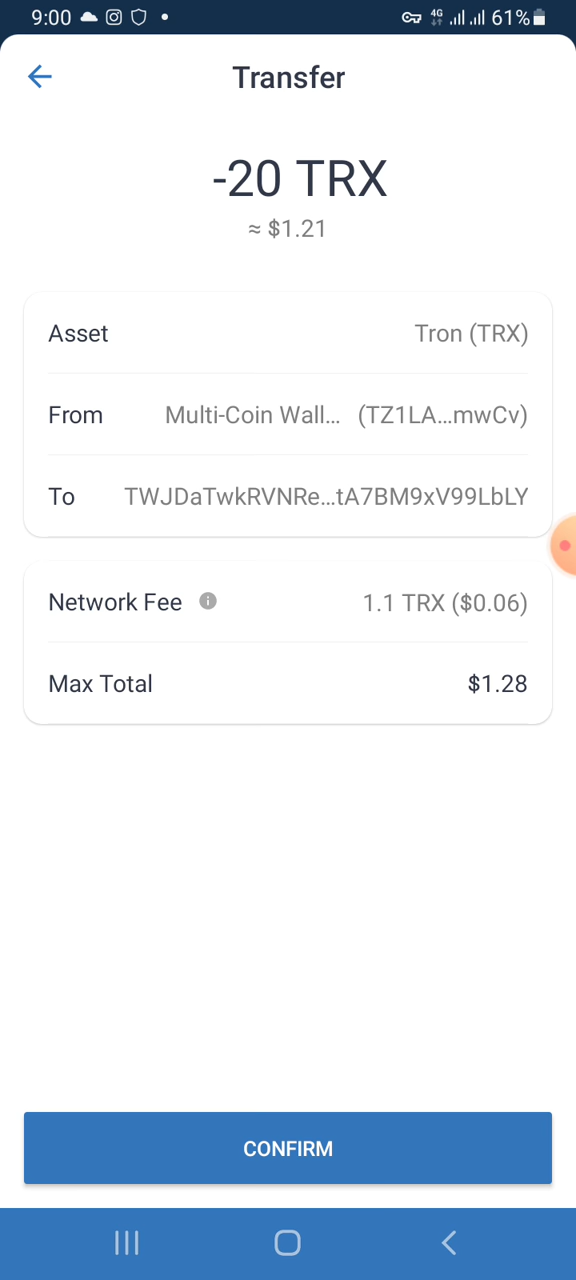 9:00 4G 61%
Transfer
-20 TRX
≈ $1.21
Asset Tron (TRX)
From Multi-Coin Wall... (TZ1LA...mwCv)
To TWJDaTwkRVNRe...tA7BM9xV99LbLY
Network Fee 1.1 TRX ($0.06)
Max Total $1.28
CONFIRM